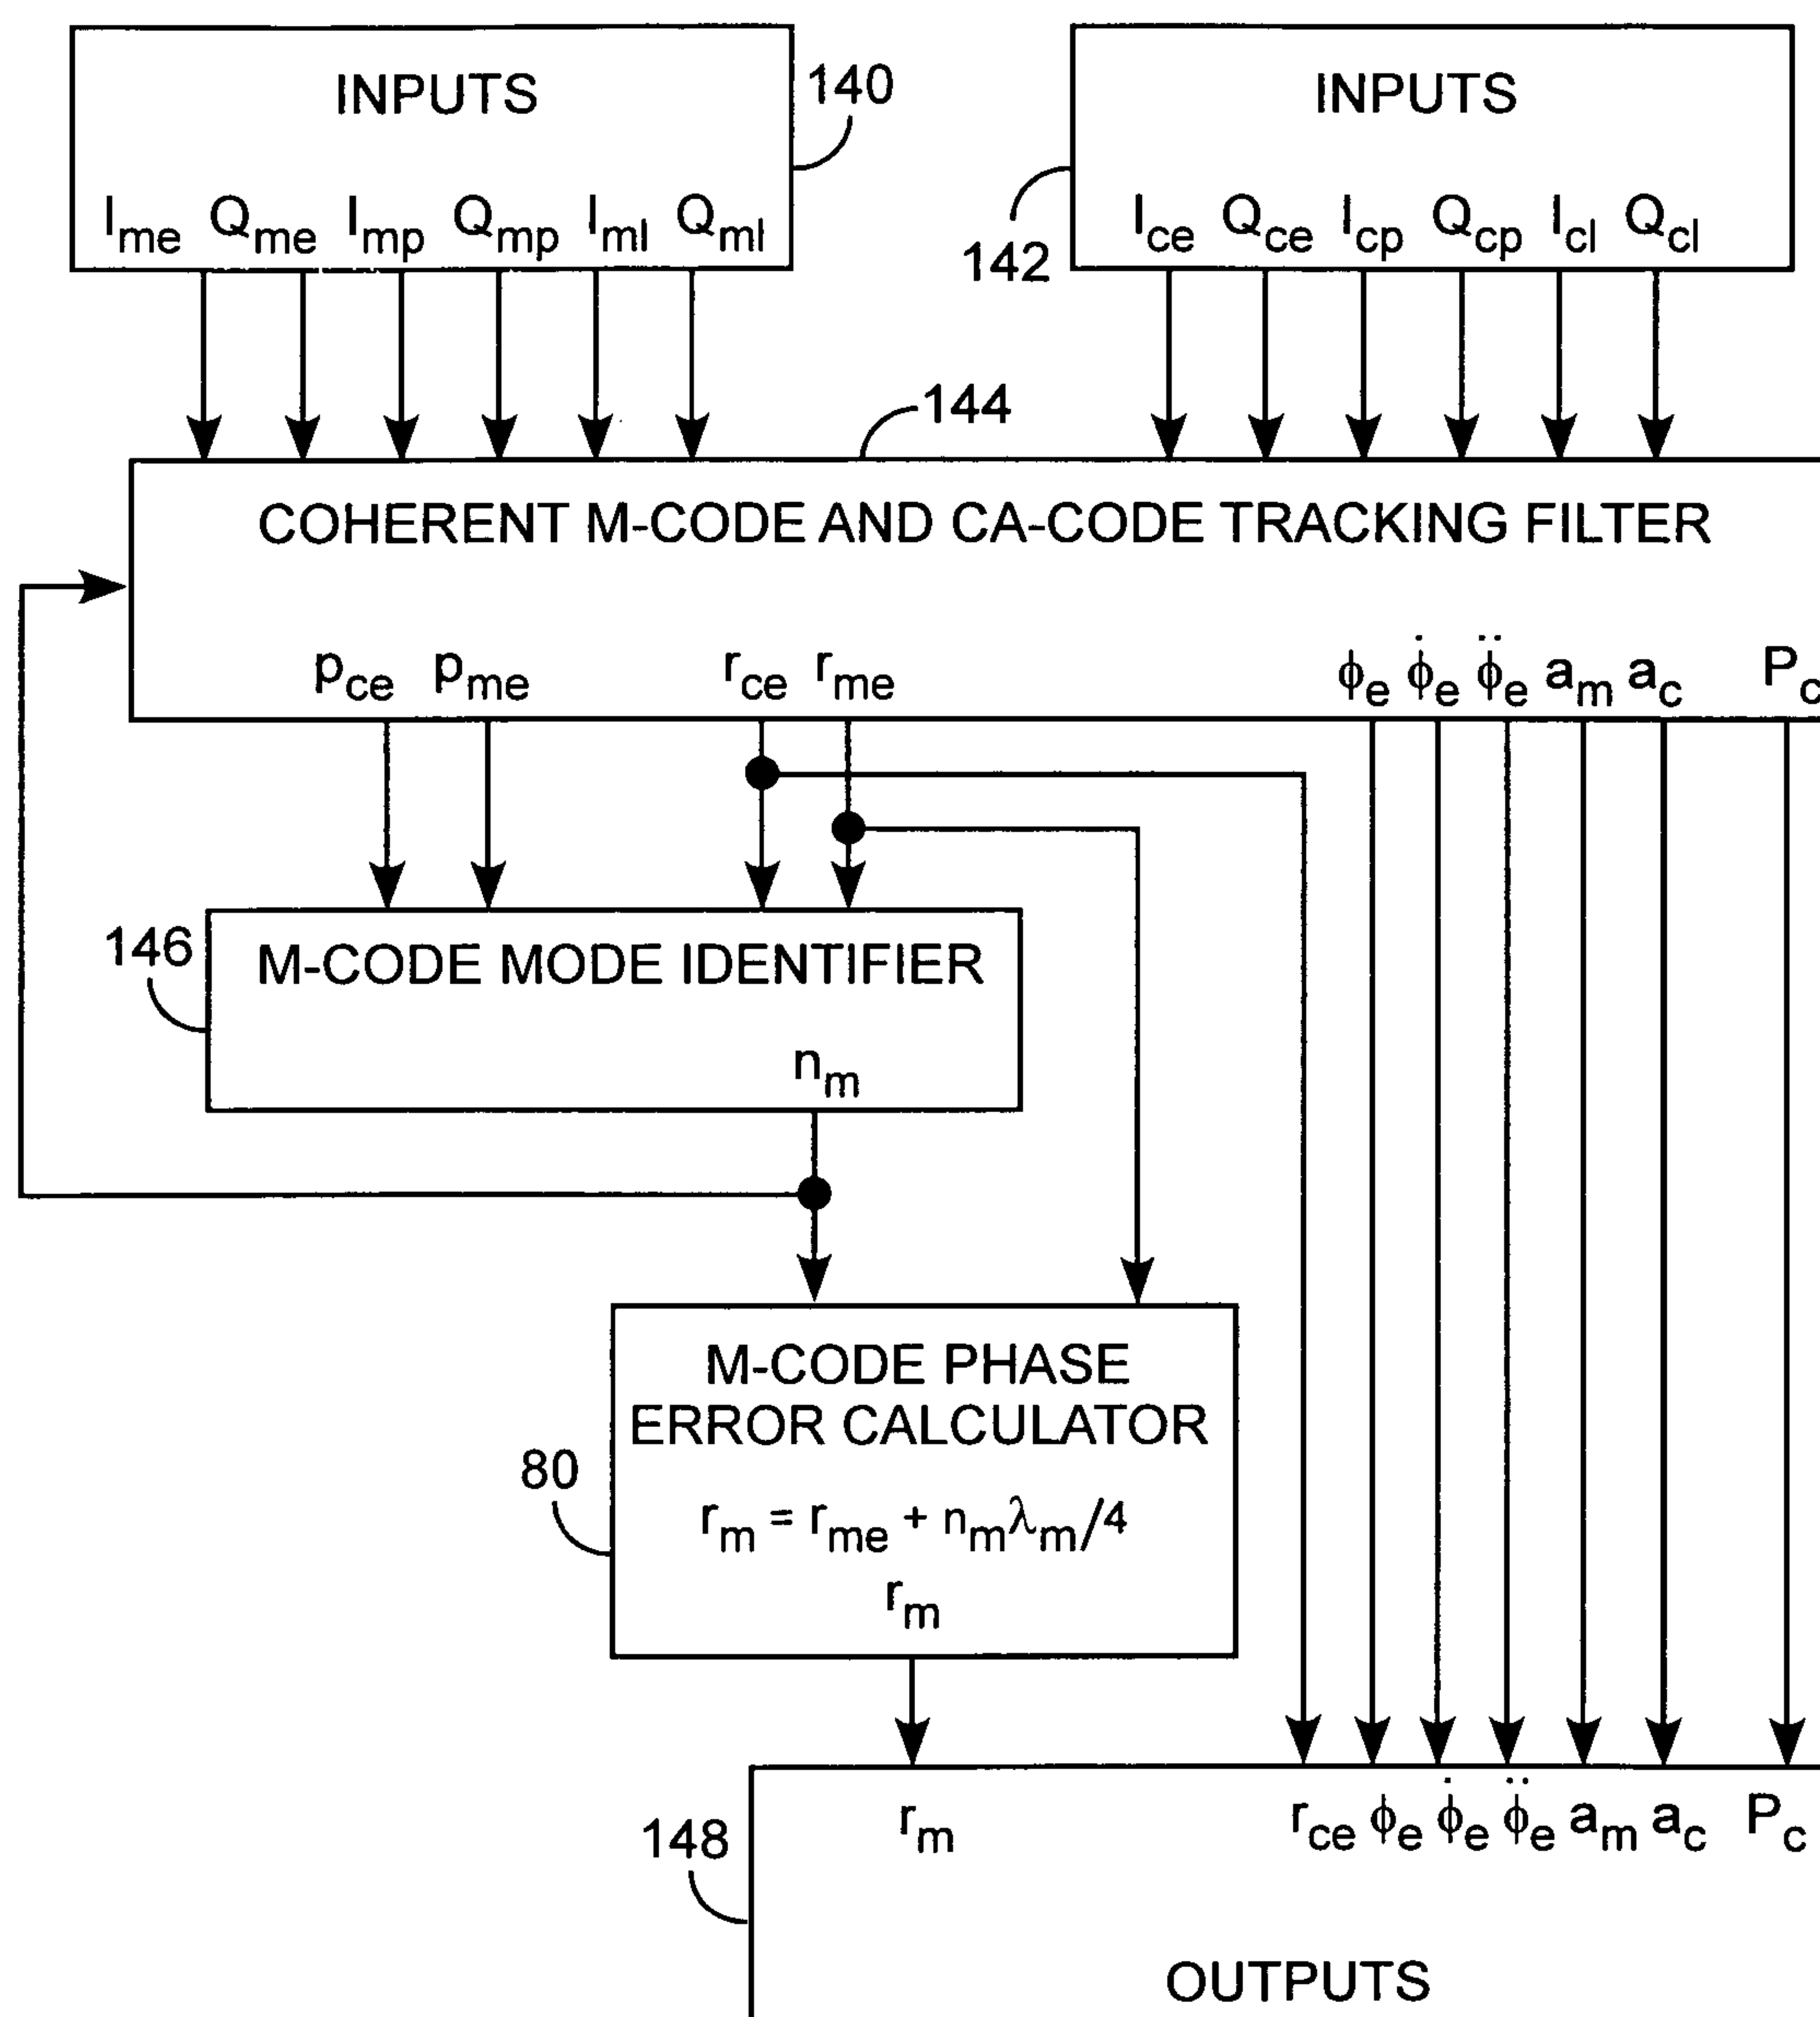 INPUTS
140
I_me Q_me I_mp Q_mp I_ml Q_ml
INPUTS
142
I_ce Q_ce I_cp Q_cp I_cl Q_cl
144
COHERENT M-CODE AND CA-CODE TRACKING FILTER
p_ce p_me r_ce r_me ϕ_e ϕ̇_e ϕ̈_e a_m a_c P_c
146
M-CODE MODE IDENTIFIER
n_m
M-CODE PHASE
ERROR CALCULATOR
80
r_m = r_me + n_mλ_m/4
r_m
148
r_m r_ce ϕ_e ϕ̇_e ϕ̈_e a_m a_c P_c
OUTPUTS